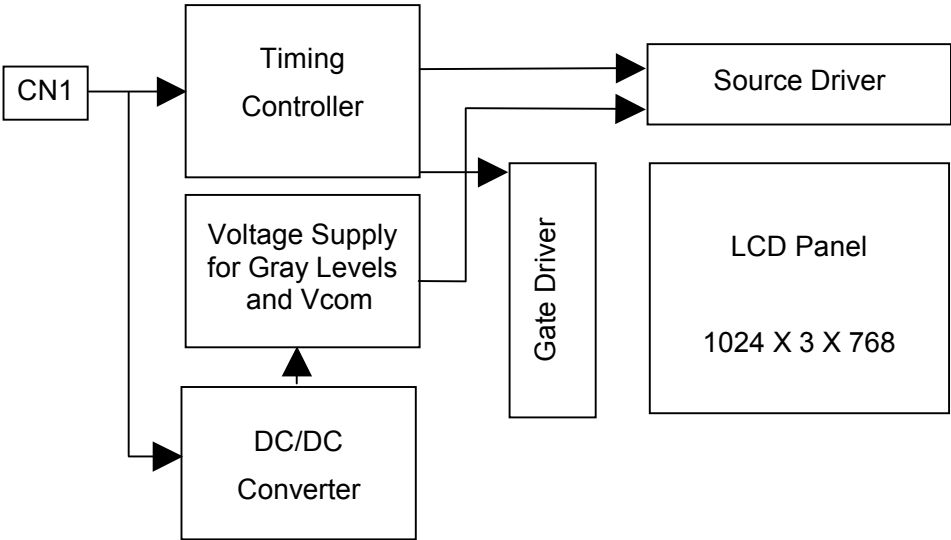 CN1
Timing
Controller
Source Driver
Voltage Supply
for Gray Levels
and Vcom
Gate Driver
LCD Panel
1024 X 3 X 768
DC/DC
Converter